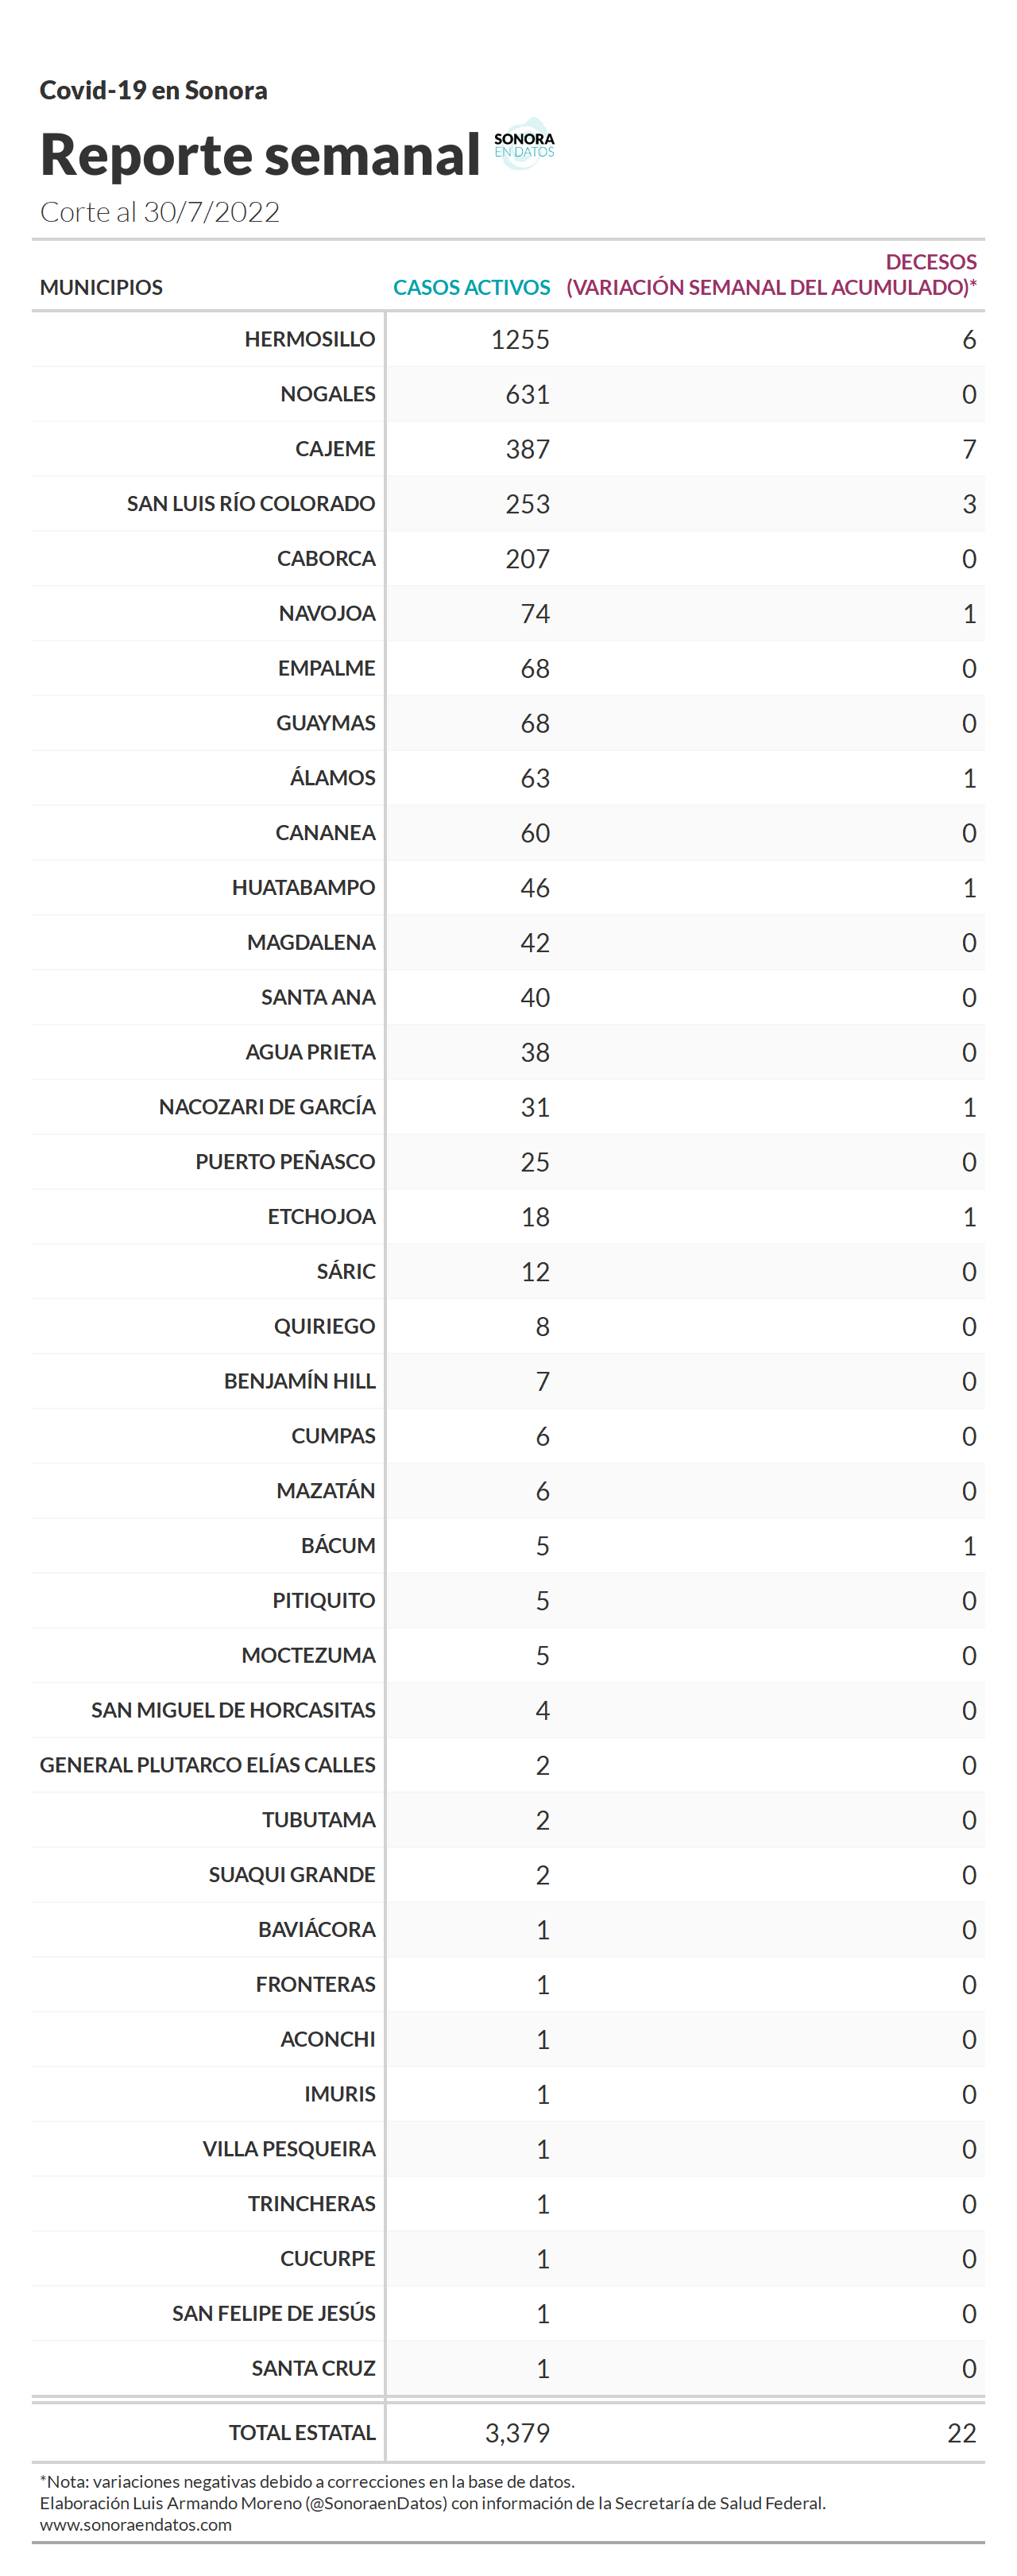 Covid-19 en Sonora
Reporte semanal
SONORA
EN DATOS
Corte al 30/7/2022
DECESOS
MUNICIPIOS CASOS ACTIVOS (VARIACIÓN SEMANAL DEL ACUMULADO)*
HERMOSILLO 1255 6
NOGALES 631 0
CAJEME 387 7
SAN LUIS RÍO COLORADO 253 3
CABORCA 207 0
NAVOJOA 74 1
EMPALME 68 0
GUAYMAS 68 0
ÁLAMOS 63 1
CANANEA 60 0
HUATABAMPO 46 1
MAGDALENA 42 0
SANTA ANA 40 0
AGUA PRIETA 38 0
NACOZARI DE GARCÍA 31 1
PUERTO PEÑASCO 25 0
ETCHOJOA 18 1
SÁRIC 12 0
QUIRIEGO 8 0
BENJAMÍN HILL 7 0
CUMPAS 6 0
MAZATÁN 6 0
BÁCUM 5 1
PITIQUITO 5 0
MOCTEZUMA 5 0
SAN MIGUEL DE HORCASITAS 4 0
GENERAL PLUTARCO ELÍAS CALLES 2 0
TUBUTAMA 2 0
SUAQUI GRANDE 2 0
BAVIÁCORA 1 0
FRONTERAS 1 0
ACONCHI 1 0
IMURIS 1 0
VILLA PESQUEIRA 1 0
TRINCHERAS 1 0
CUCURPE 1 0
SAN FELIPE DE JESÚS 1 0
SANTA CRUZ 1 0
TOTAL ESTATAL 3,379 22
*Nota: variaciones negativas debido a correcciones en la base de datos.
Elaboración Luis Armando Moreno (@SonoraenDatos) con información de la Secretaría de Salud Federal.
www.sonoraendatos.com